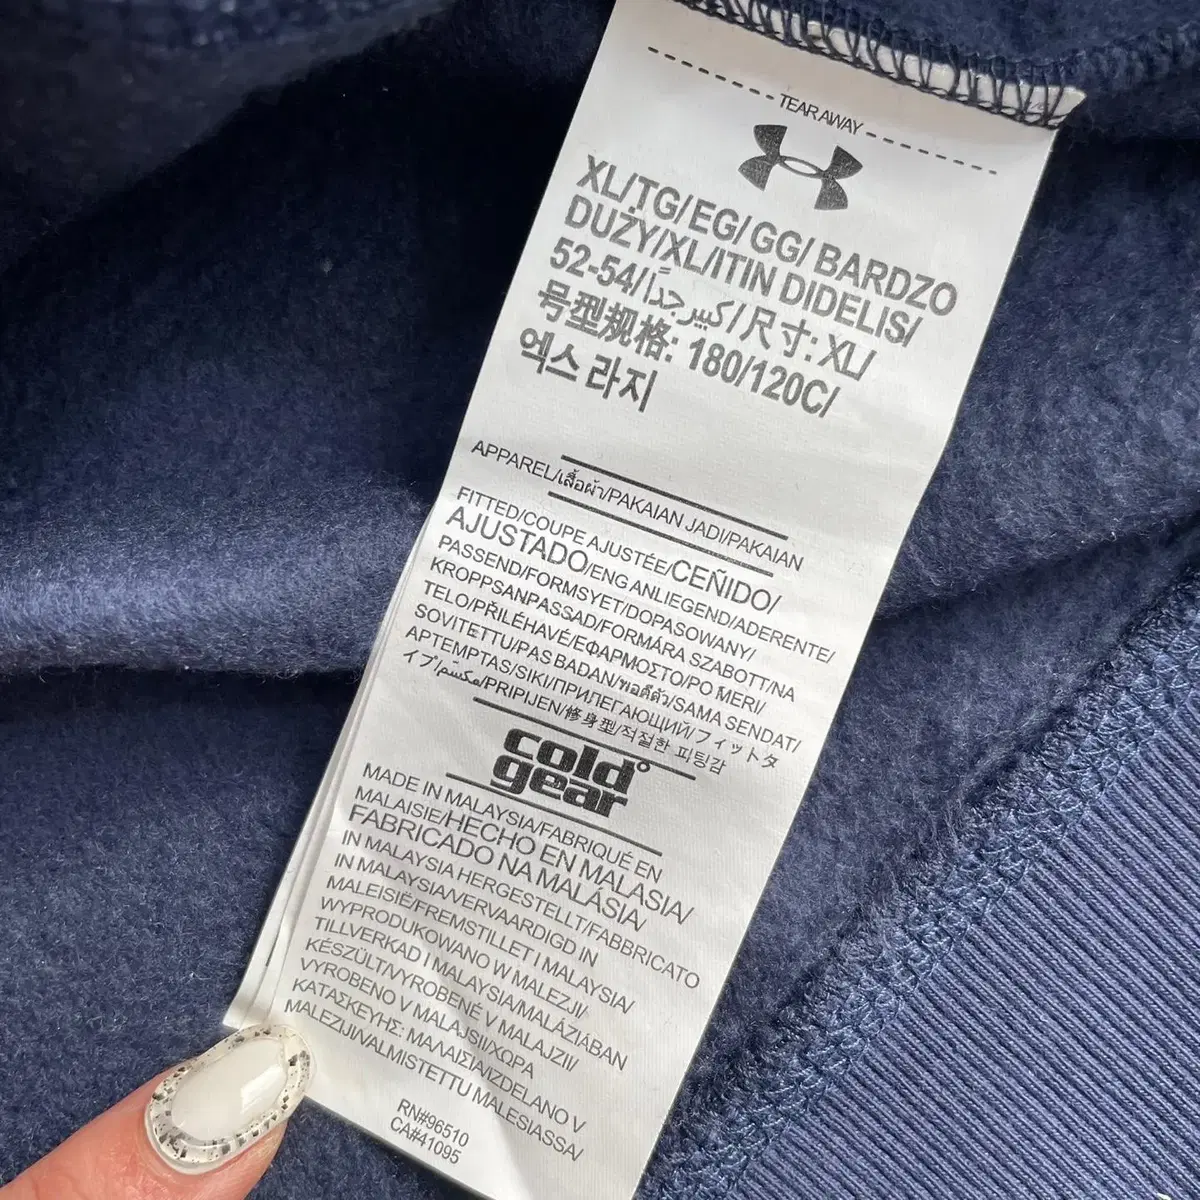 TEAR AWAY
XL/TG/EG/GG/BARDZO
DUŻY/XL/ITIN DIDELIS/
52-54/كبير جداً/尺寸: XL/
号型规格: 180/120C/
엑스 라지
APPAREL/เสื้อผ้า/PAKAIAN JADI/PAKAIAN
FITTED/COUPE AJUSTÉE/CEÑIDO/
AJUSTADO/ENG ANLIEGEND/ADERENTE/
PASSEND/FORMSYET/DOPASOWANY/
KROPPSANPASSAD/FORMÁRA SZABOTT/NA
TELO/PŘILÉHAVÉ/ΕΦΑΡΜΟΣΤΟ/PO MERI/
SOVITETTU/PAS BADAN/พอดีตัว/SAMA SENDAT/
APTEMPTAS/SIKI/ПРИЛЕГАЮЩИЙ/フィットタ
イプ/مقسم/PRIPIJEN/修身型/적절한 피팅감
cold
gear
MADE IN MALAYSIA/FABRIQUÉ EN
MALAISIE/HECHO EN MALASIA/
FABRICADO NA MALÁSIA/
IN MALAYSIA HERGESTELLT/FABBRICATO
IN MALAYSIA/VERVAARDIGD IN
MALEISIË/FREMSTILLET I MALAYSIA/
WYPRODUKOWANO W MALEZJI/
TILLVERKAD I MALAYSIA/MALÁZIÁBAN
KÉSZÜLT/VYROBENÉ V MALAJZII/
VYROBENO V MALAJSII/ΧΩΡΑ
ΚΑΤΑΣΚΕΥΗΣ: ΜΑΛΑΙΣΙΑ/IZDELANO V
MALEZIJI/VALMISTETTU MALESIASSA/
RN#96510
CA#41095